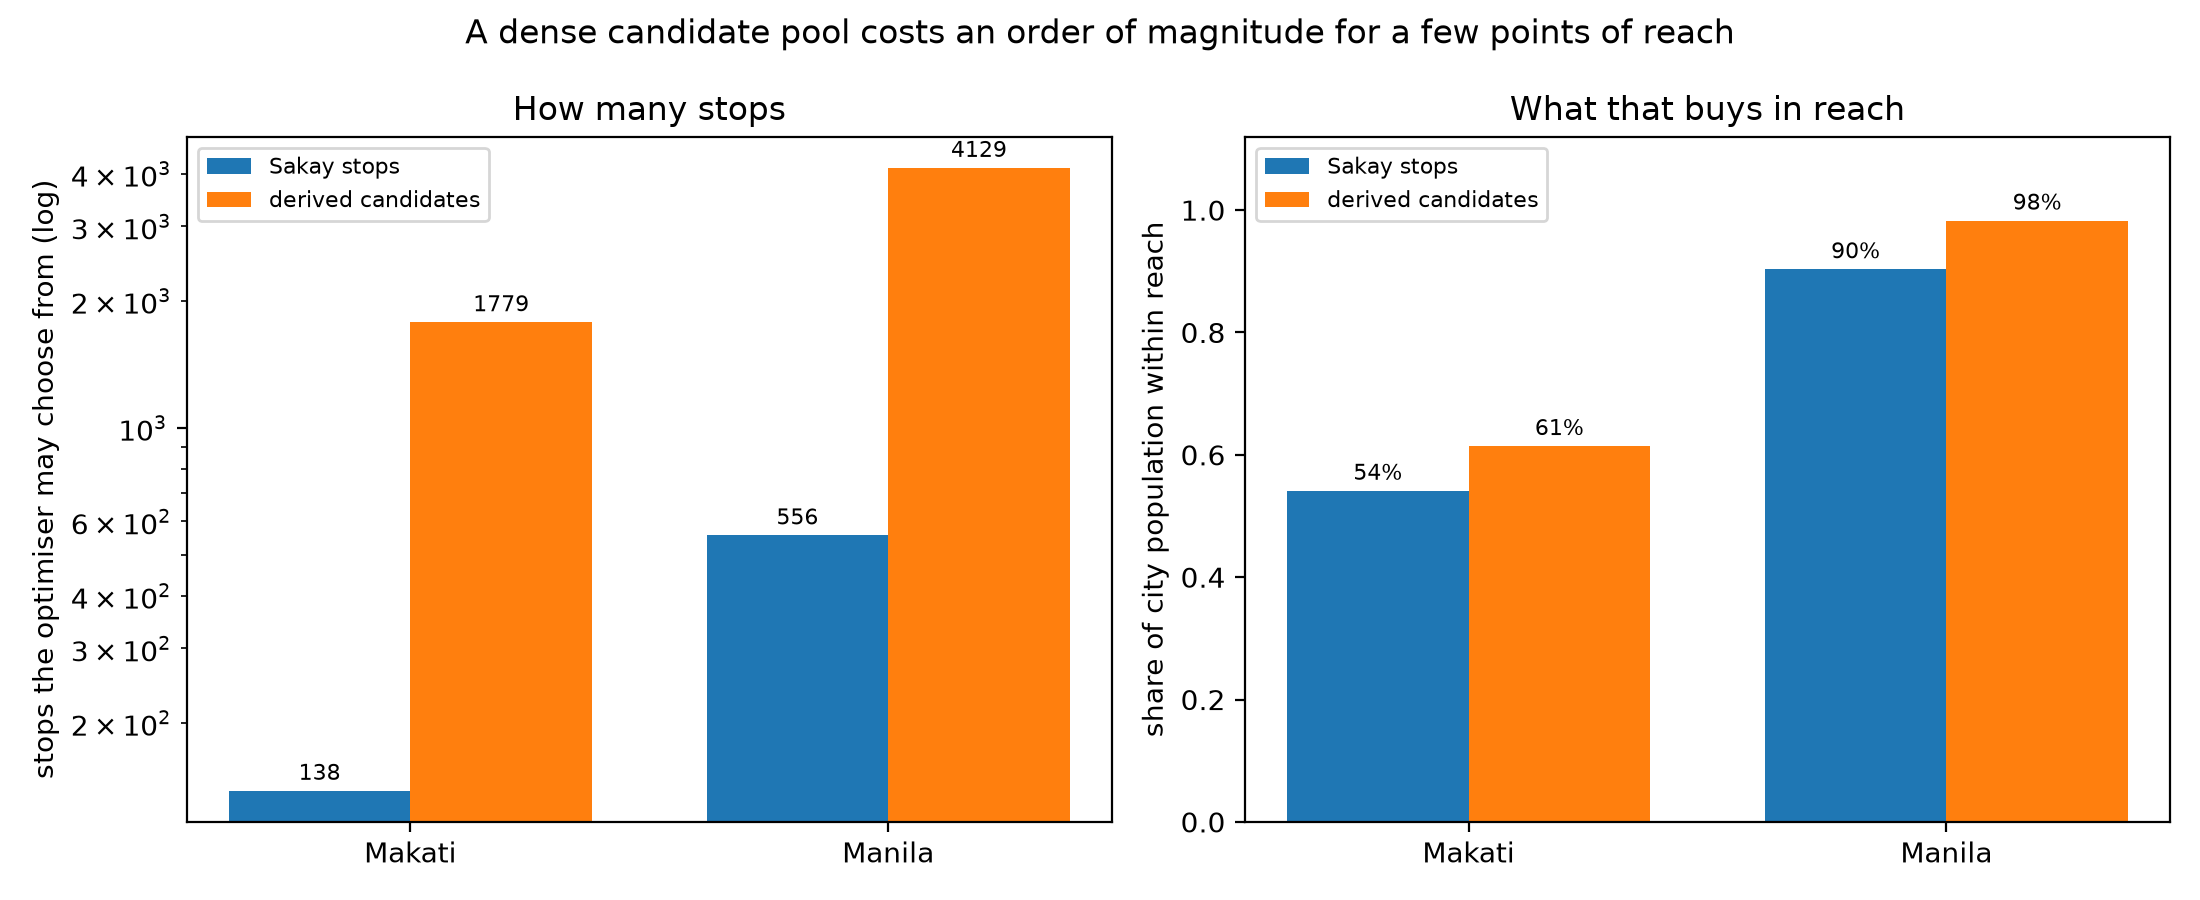 A dense candidate pool costs an order of magnitude for a few points of reach
How many stops
stops the optimiser may choose from (log)
4 × 10³
3 × 10³
2 × 10³
10³
6 × 10²
4 × 10²
3 × 10²
2 × 10²
Sakay stops
derived candidates
138
1779
556
4129
Makati
Manila
What that buys in reach
share of city population within reach
1.0
0.8
0.6
0.4
0.2
0.0
Sakay stops
derived candidates
54%
61%
90%
98%
Makati
Manila